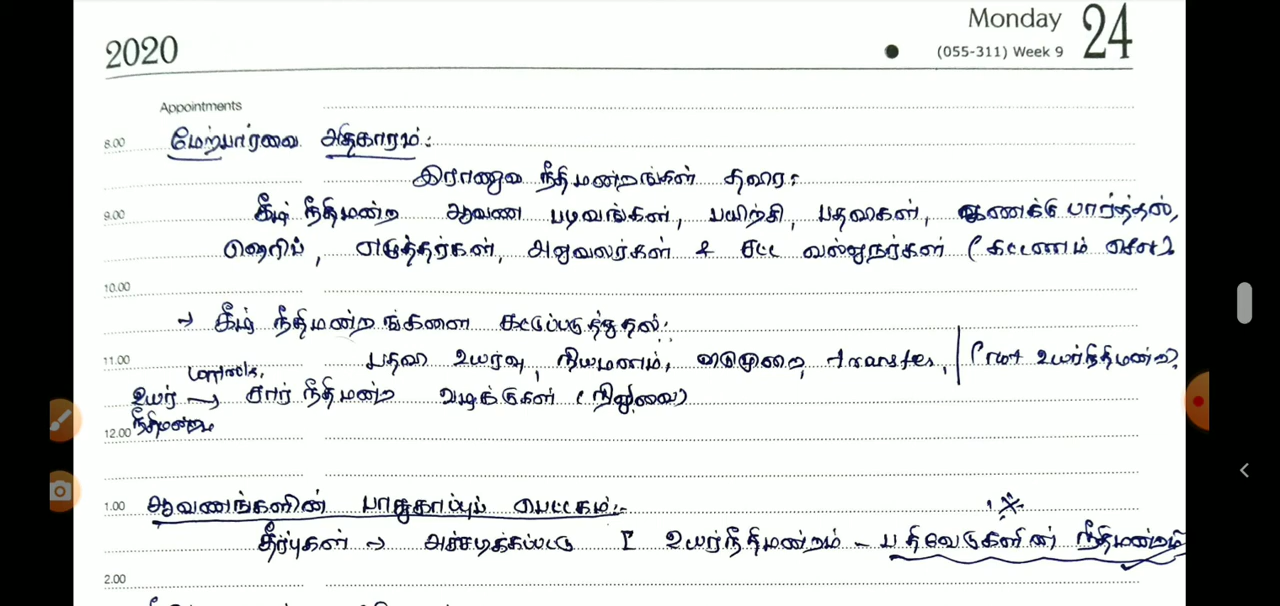 Monday 24
2020
(055-311) Week 9
Appointments
8.00 மேற்பார்வை அதிகாரம்:
இராணுவ நீதிமன்றங்கள் தவிர:
9.00 கீழ் நீதிமன்ற ஆவண படிவங்கள், பயிற்சி, பதவிகள், கணக்கு பார்த்தல்,
ஷெரிப், எழுத்தர்கள், அலுவலர்கள் & சட்ட வல்லுநர்கள் (கட்டணம்
10.00
→ கீழ் நீதிமன்றங்களை கட்டுப்படுத்துதல்:
11.00 பதவி உயர்வு, நியமனம், விடுமுறை, transfer, (not உயர்நீதிமன்ற)
controls,
உயர் → சார் நீதிமன்ற வழக்குகள் (நிலுவை)
12.00 நீதிமன்ற
1.00 ஆவணங்களின் பாதுகாப்புப் பெட்டகம்:-
தீர்புகள் → அச்சடிக்கப்பட்டு [ உயர்நீதிமன்றம் - பதிவேடுகளின் நீதிமன்றம்
2.00